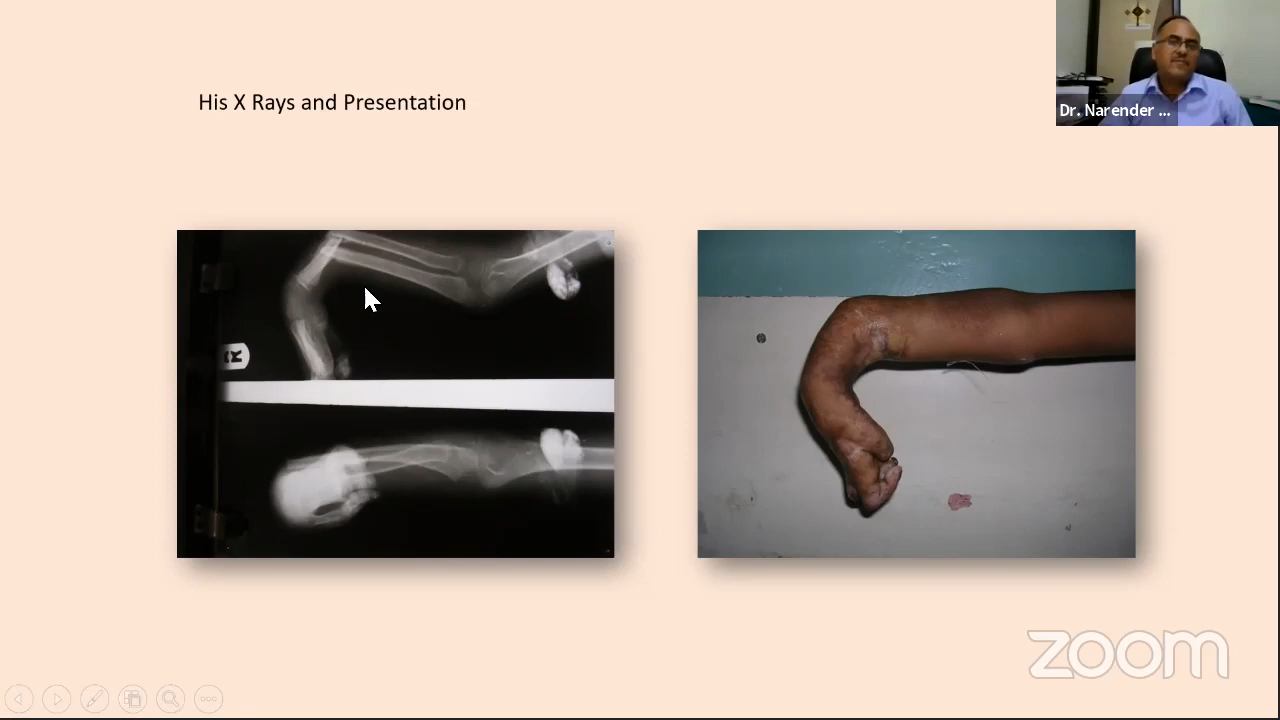 His X Rays and Presentation
Dr. Narender ...
R
zoom